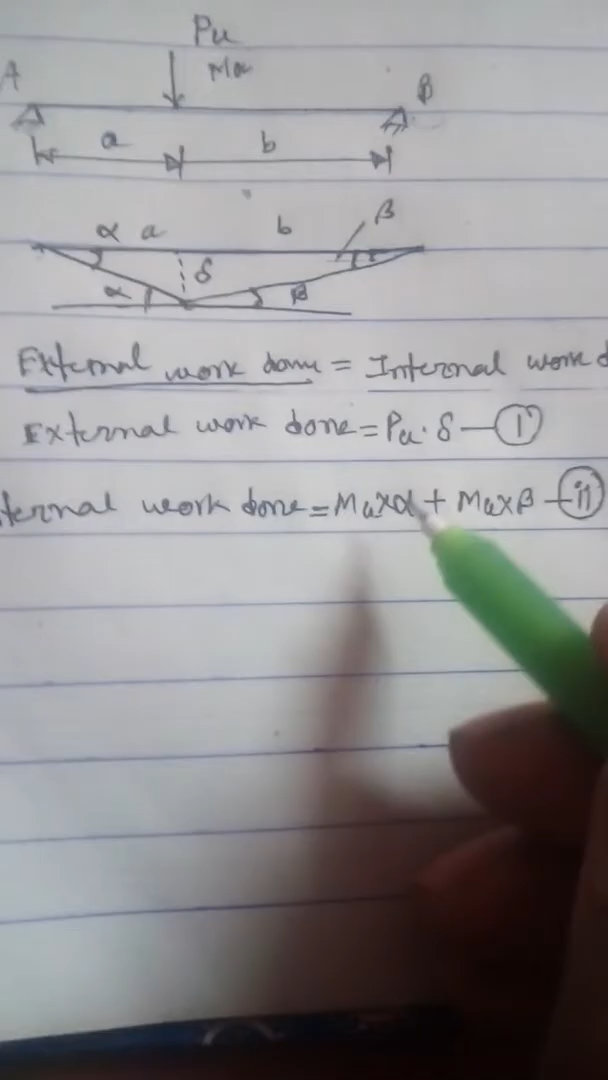 Pu
A Mu B
a b
α a b β
δ
α β
External work done = Internal work
External work done = Pu · δ — (i)
ternal work done = Mu×α + Mu×β — (ii)